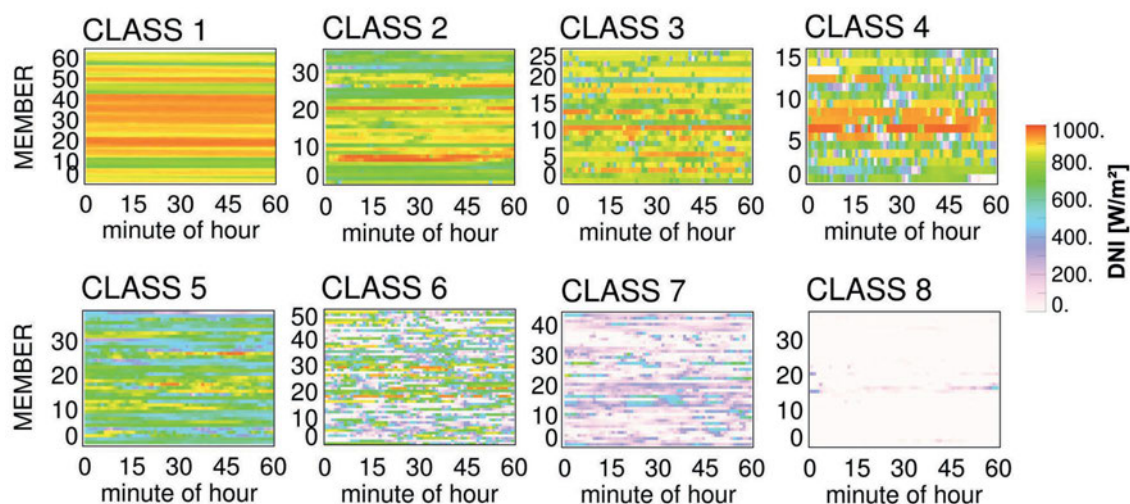 CLASS 1
CLASS 2
CLASS 3
CLASS 4
MEMBER
60
50
40
30
20
10
0
30
20
10
0
25
20
15
10
5
0
15
10
5
0
1000.
800.
600.
400.
200.
0.
DNI [W/m²]
0 15 30 45 60
0 15 30 45 60
0 15 30 45 60
0 15 30 45 60
minute of hour
minute of hour
minute of hour
minute of hour
CLASS 5
CLASS 6
CLASS 7
CLASS 8
MEMBER
30
20
10
0
50
40
30
20
10
0
40
30
20
10
0
30
20
10
0
0 15 30 45 60
0 15 30 45 60
0 15 30 45 60
0 15 30 45 60
minute of hour
minute of hour
minute of hour
minute of hour